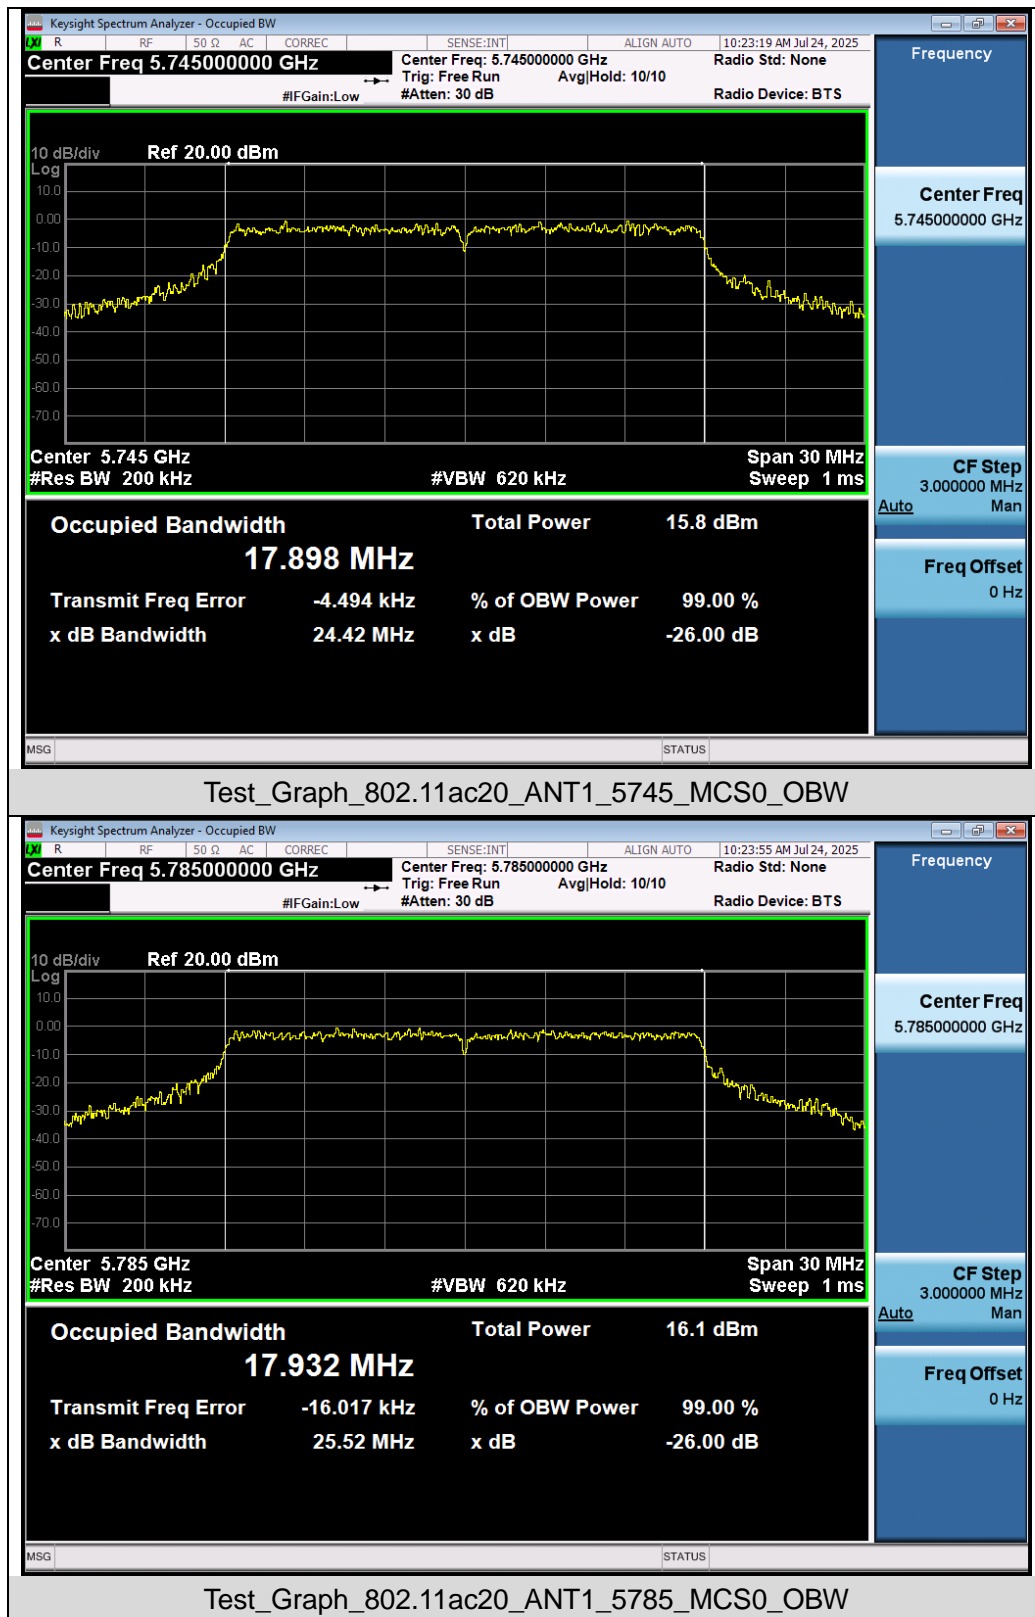 Keysight Spectrum Analyzer - Occupied BW
LXI R RF 50 Ω AC CORREC SENSE:INT ALIGN AUTO 10:23:19 AM Jul 24, 2025
Center Freq 5.745000000 GHz
Center Freq: 5.745000000 GHz
Radio Std: None
Trig: Free Run Avg|Hold: 10/10
#IFGain:Low #Atten: 30 dB
Radio Device: BTS
10 dB/div Ref 20.00 dBm
Log
10.0
0.00
-10.0
-20.0
-30.0
-40.0
-50.0
-60.0
-70.0
Center 5.745 GHz Span 30 MHz
#Res BW 200 kHz #VBW 620 kHz Sweep 1 ms
Occupied Bandwidth Total Power 15.8 dBm
17.898 MHz
Transmit Freq Error -4.494 kHz % of OBW Power 99.00 %
x dB Bandwidth 24.42 MHz x dB -26.00 dB
Frequency
Center Freq
5.745000000 GHz
CF Step
3.000000 MHz
Auto Man
Freq Offset
0 Hz
MSG STATUS
Test_Graph_802.11ac20_ANT1_5745_MCS0_OBW
Keysight Spectrum Analyzer - Occupied BW
LXI R RF 50 Ω AC CORREC SENSE:INT ALIGN AUTO 10:23:55 AM Jul 24, 2025
Center Freq 5.785000000 GHz
Center Freq: 5.785000000 GHz
Radio Std: None
Trig: Free Run Avg|Hold: 10/10
#IFGain:Low #Atten: 30 dB
Radio Device: BTS
10 dB/div Ref 20.00 dBm
Log
10.0
0.00
-10.0
-20.0
-30.0
-40.0
-50.0
-60.0
-70.0
Center 5.785 GHz Span 30 MHz
#Res BW 200 kHz #VBW 620 kHz Sweep 1 ms
Occupied Bandwidth Total Power 16.1 dBm
17.932 MHz
Transmit Freq Error -16.017 kHz % of OBW Power 99.00 %
x dB Bandwidth 25.52 MHz x dB -26.00 dB
Frequency
Center Freq
5.785000000 GHz
CF Step
3.000000 MHz
Auto Man
Freq Offset
0 Hz
MSG STATUS
Test_Graph_802.11ac20_ANT1_5785_MCS0_OBW